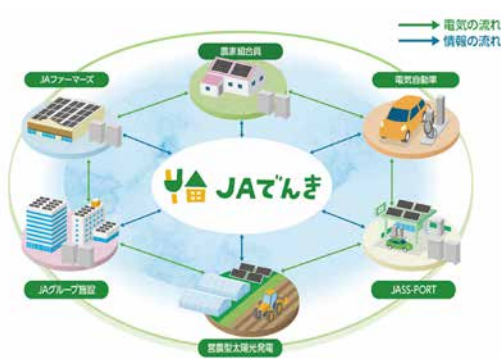 電気の流れ
情報の流れ
農家組合員
JAファーマーズ
電気自動車
JAでんき
JAグループ施設
JASS-PORT
営農型太陽光発電